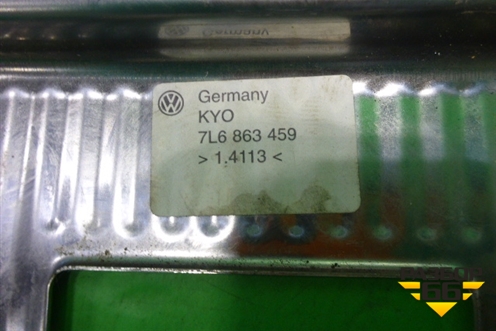 Germany
KYO
7L6 863 459
> 1.4113 <